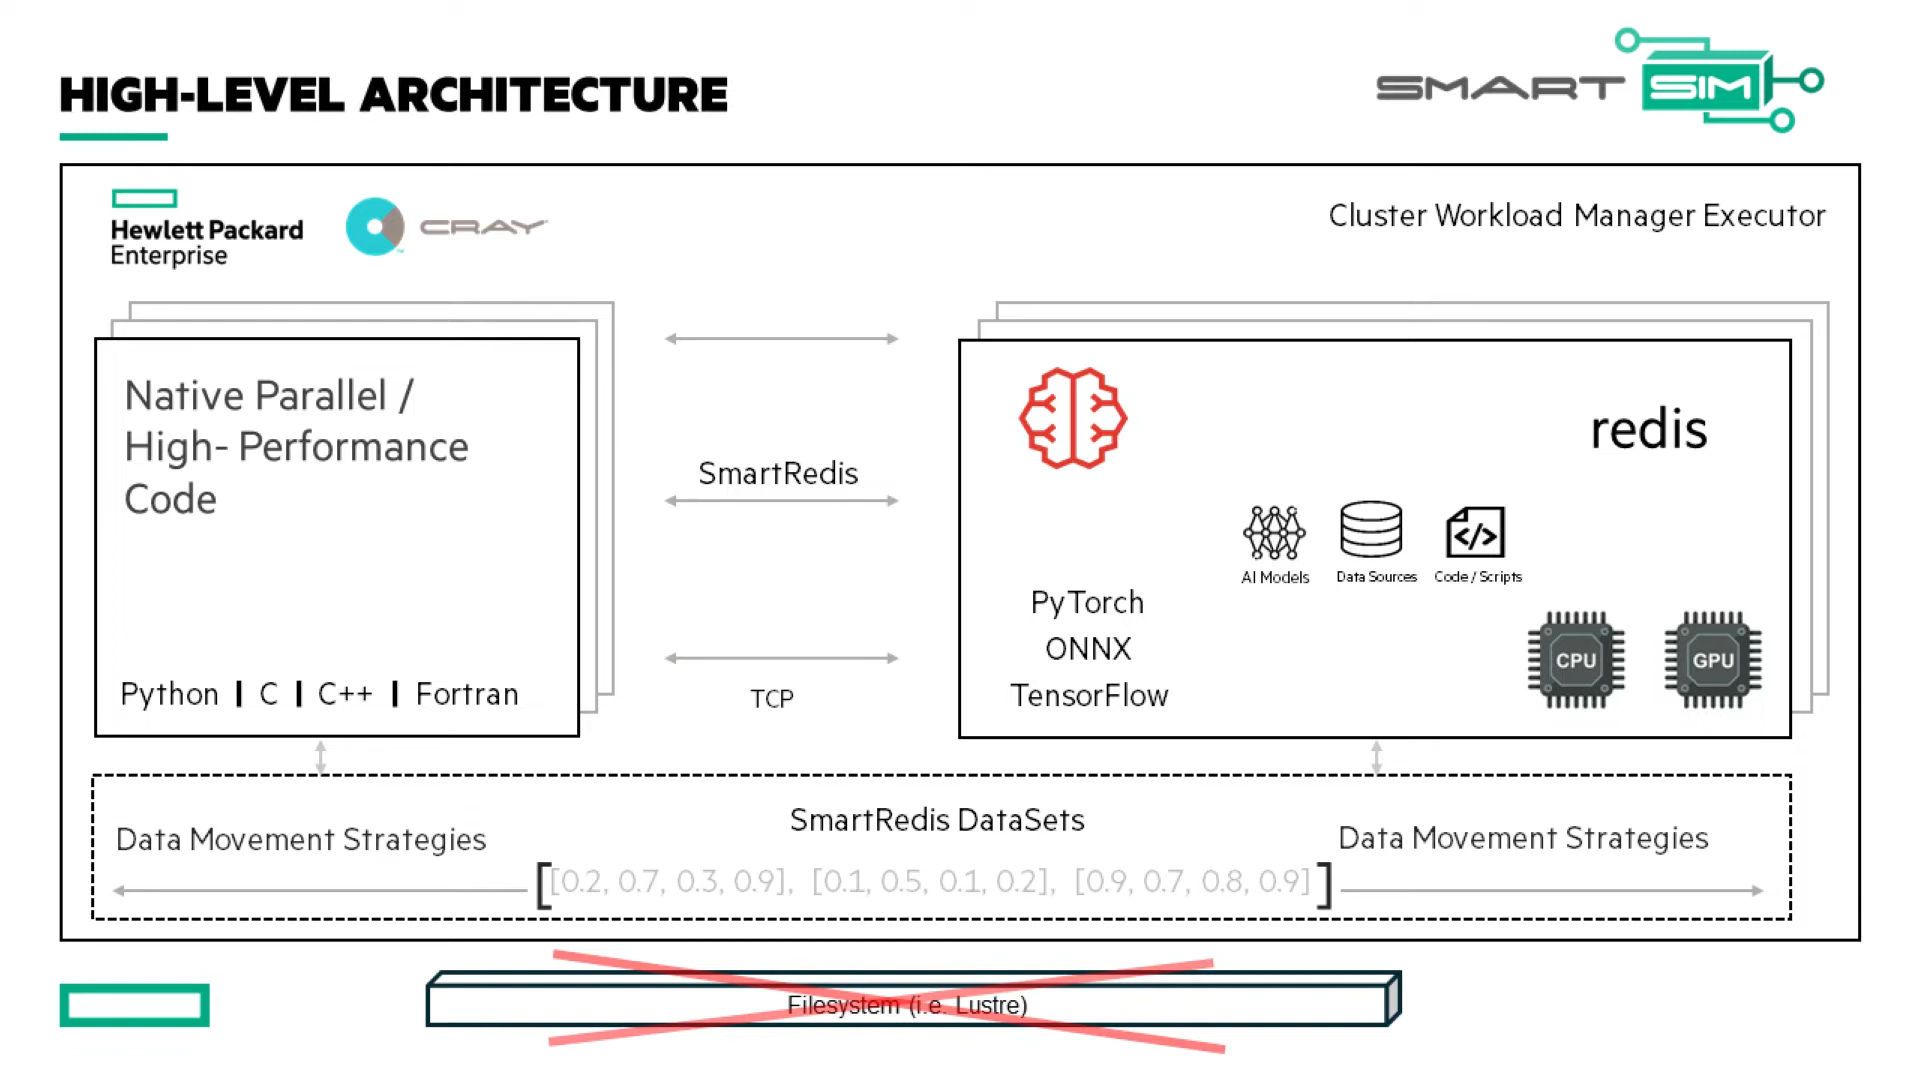 HIGH-LEVEL ARCHITECTURE
SMART SIM
Hewlett Packard
Enterprise
CRAY
Cluster Workload Manager Executor
Native Parallel /
High- Performance
Code
Python | C | C++ | Fortran
SmartRedis
TCP
redis
AI Models
Data Sources
Code / Scripts
PyTorch
ONNX
TensorFlow
CPU
GPU
SmartRedis DataSets
Data Movement Strategies
[[0.2, 0.7, 0.3, 0.9], [0.1, 0.5, 0.1, 0.2], [0.9, 0.7, 0.8, 0.9]]
Data Movement Strategies
Filesystem (i.e. Lustre)